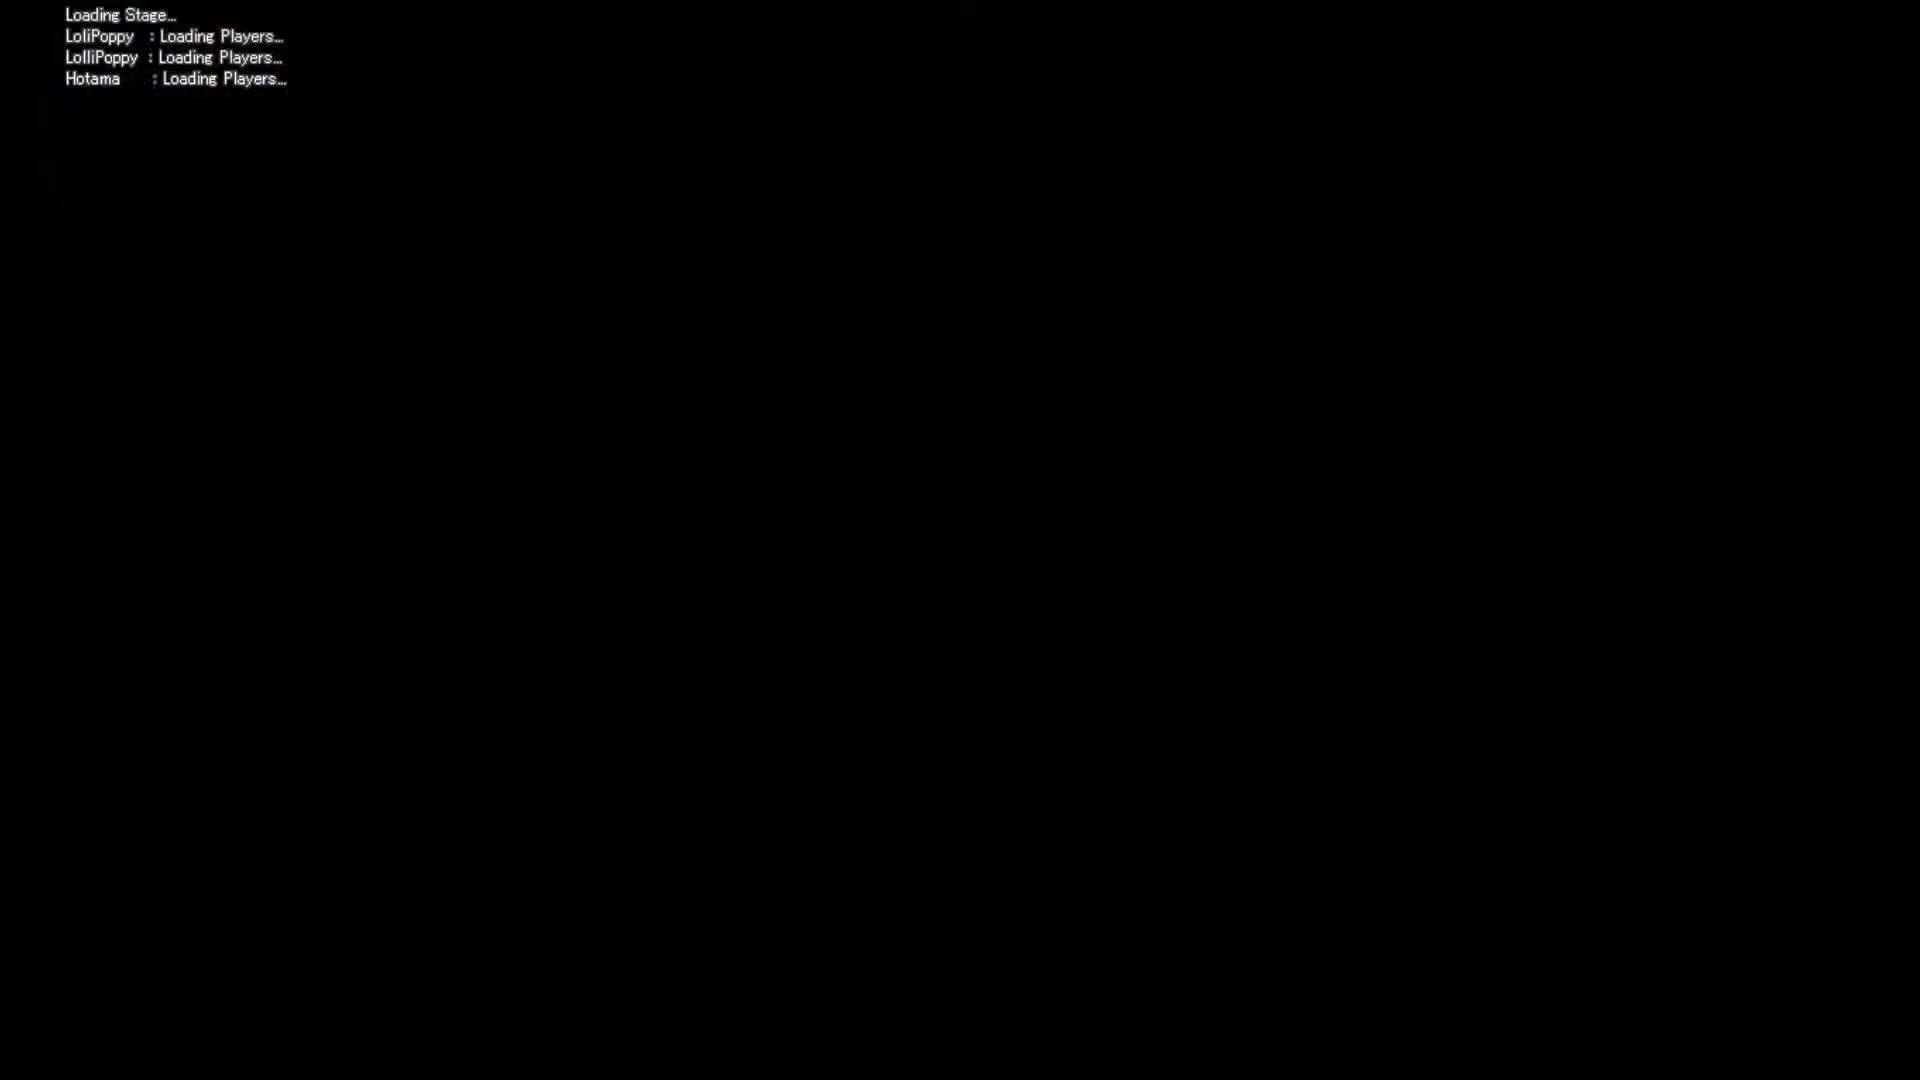 Loading Stage...
LoliPoppy : Loading Players...
LolliPoppy : Loading Players...
Hotama : Loading Players...